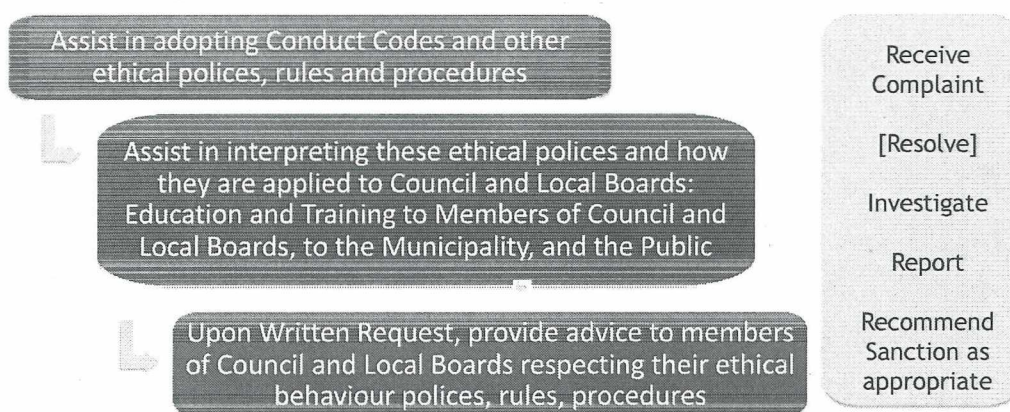 Assist in adopting Conduct Codes and other
ethical polices, rules and procedures
Assist in interpreting these ethical polices and how
they are applied to Council and Local Boards:
Education and Training to Members of Council and
Local Boards, to the Municipality, and the Public
Upon Written Request, provide advice to members
of Council and Local Boards respecting their ethical
behaviour polices, rules, procedures
Receive
Complaint
[Resolve]
Investigate
Report
Recommend
Sanction as
appropriate